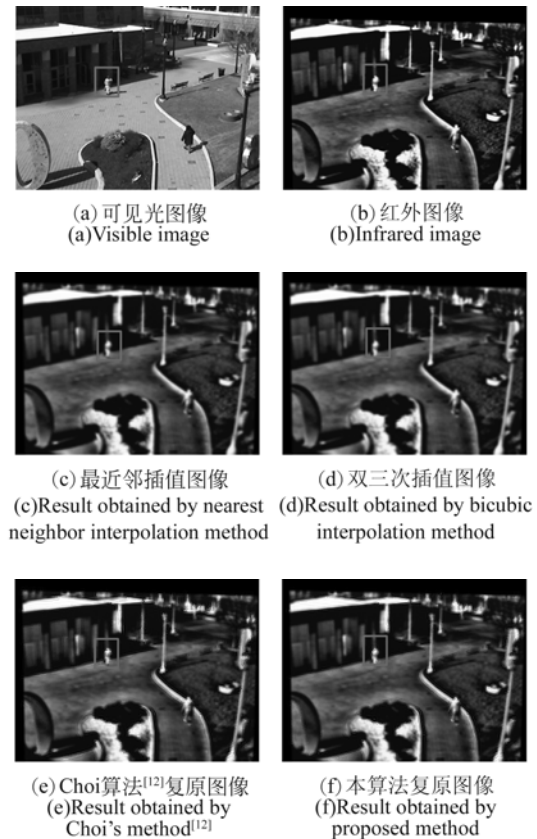 (a)可见光图像
(a)Visible image
(b)红外图像
(b)Infrared image
(c)最近邻插值图像
(c)Result obtained by nearest
neighbor interpolation method
(d)双三次插值图像
(d)Result obtained by bicubic
interpolation method
(e)Choi算法[12]复原图像
(e)Result obtained by
Choi's method[12]
(f)本算法复原图像
(f)Result obtained by
proposed method